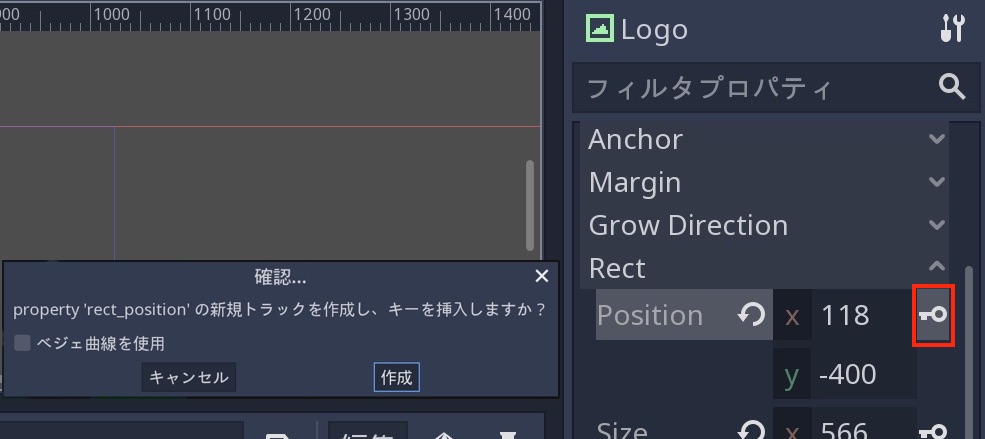 1000 1100 1200 1300 1400
Logo
フィルタプロパティ
Anchor
Margin
Grow Direction
Rect
Position x 118
y -400
Size x 566
確認...
property 'rect_position' の新規トラックを作成し、キーを挿入しますか？
ベジェ曲線を使用
キャンセル 作成
編集